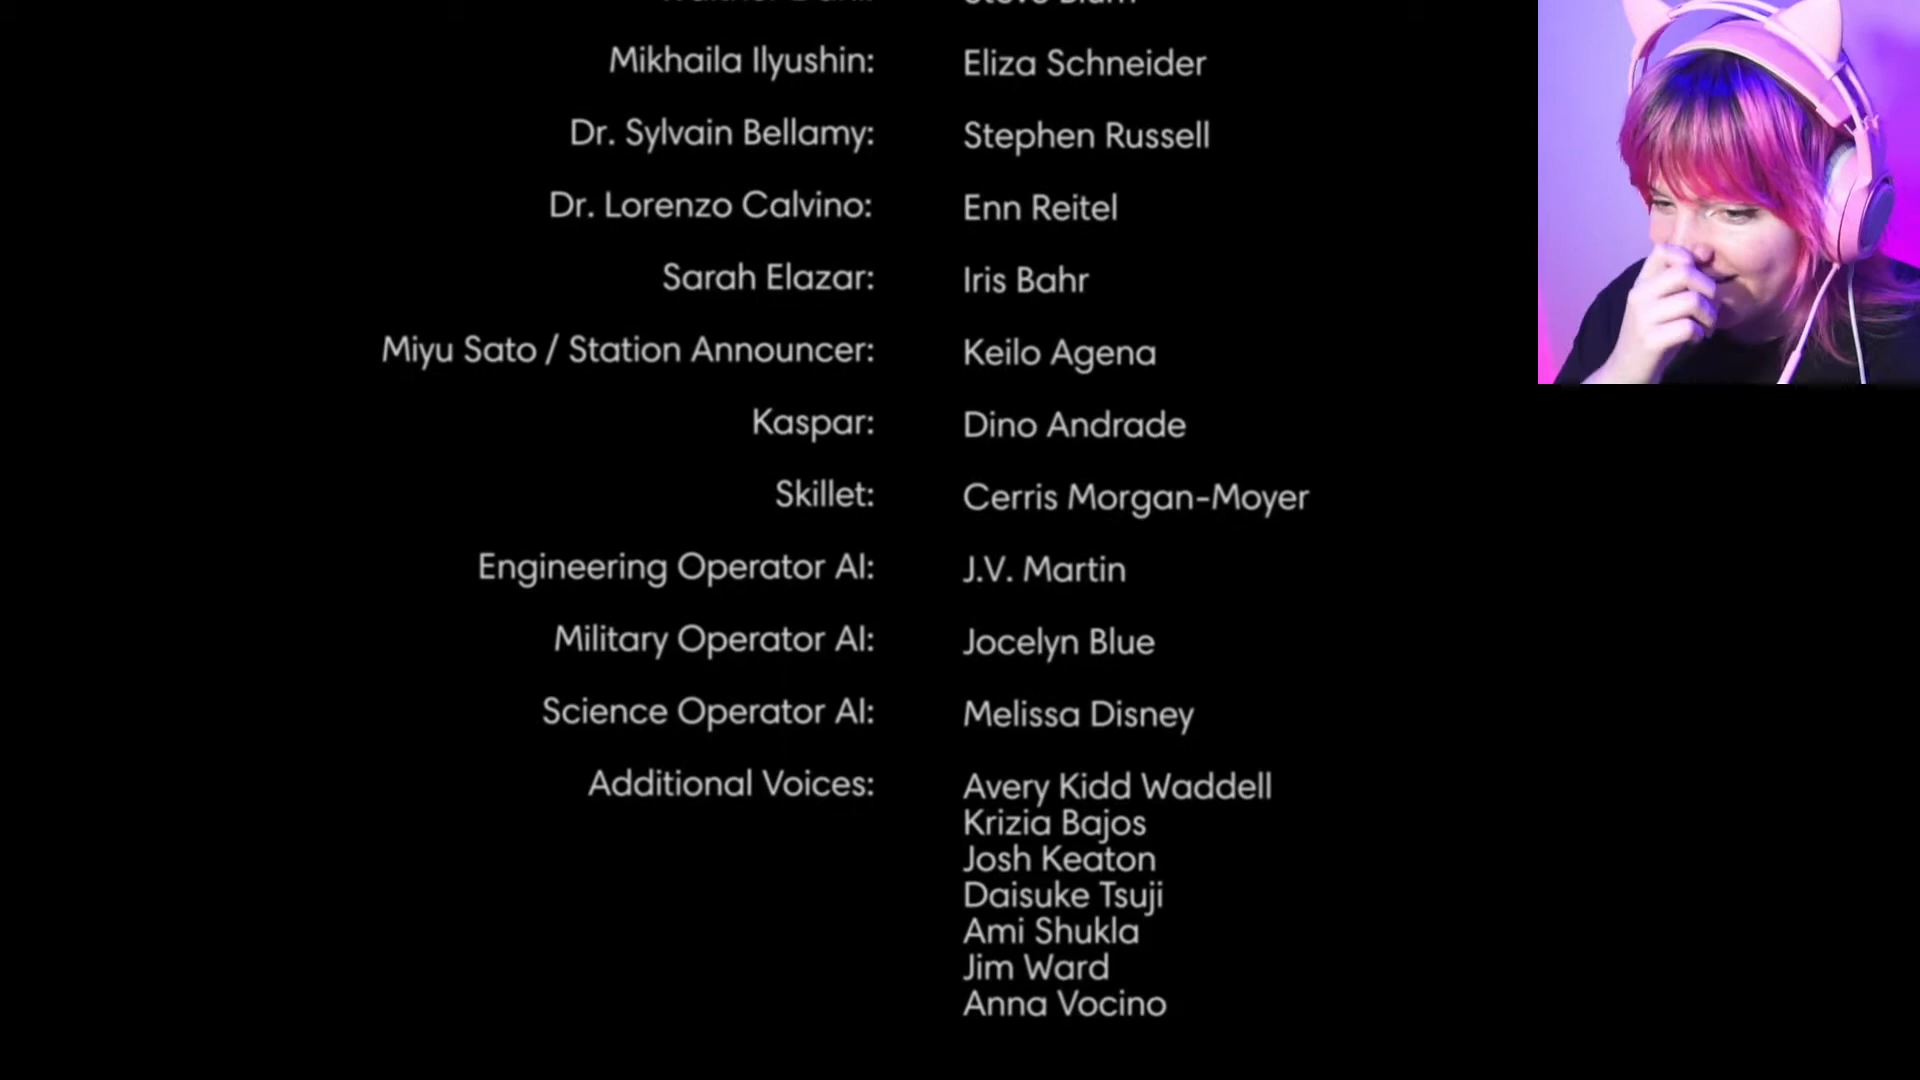 Mikhaila Ilyushin: Eliza Schneider
Dr. Sylvain Bellamy: Stephen Russell
Dr. Lorenzo Calvino: Enn Reitel
Sarah Elazar: Iris Bahr
Miyu Sato / Station Announcer: Keilo Agena
Kaspar: Dino Andrade
Skillet: Cerris Morgan-Moyer
Engineering Operator AI: J.V. Martin
Military Operator AI: Jocelyn Blue
Science Operator AI: Melissa Disney
Additional Voices: Avery Kidd Waddell
Krizia Bajos
Josh Keaton
Daisuke Tsuji
Ami Shukla
Jim Ward
Anna Vocino